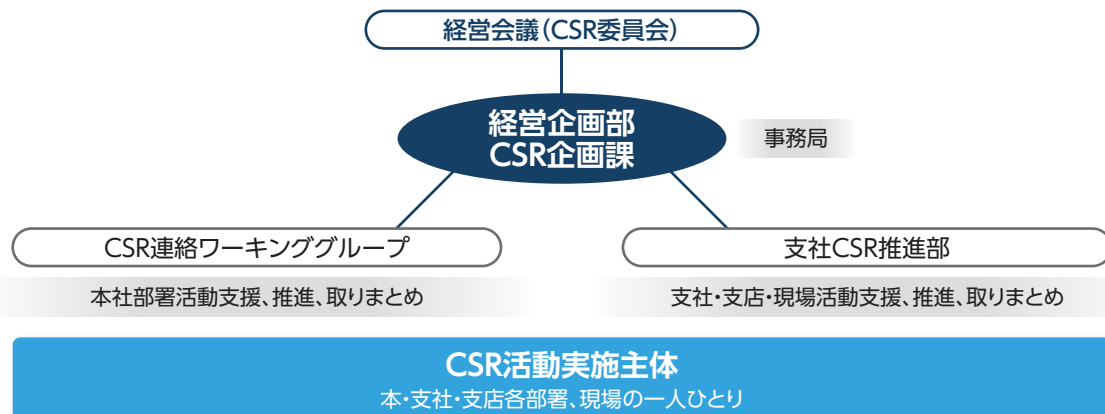 経営会議（CSR委員会）
経営企画部
CSR企画課
事務局
CSR連絡ワーキンググループ
支社CSR推進部
本社部署活動支援、推進、取りまとめ
支社・支店・現場活動支援、推進、取りまとめ
CSR活動実施主体
本・支社・支店各部署、現場の一人ひとり